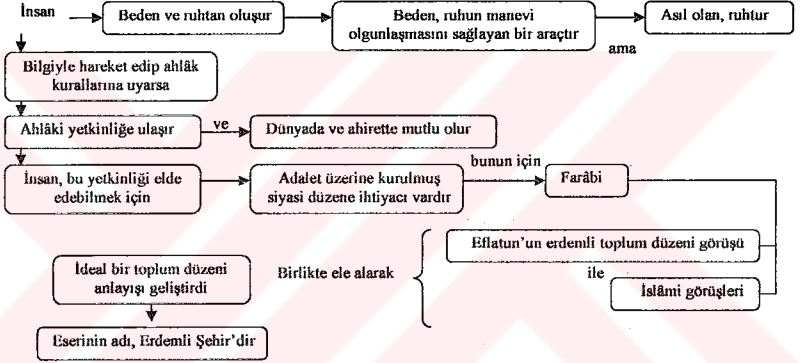 İnsan
Beden ve ruhtan oluşur
Beden, ruhun manevi
olgunlaşmasını sağlayan bir araçtır
ama
Asıl olan, ruhtur
Bilgiyle hareket edip ahlâk
kurallarına uyarsa
Ahlâki yetkinliğe ulaşır
ve
Dünyada ve ahirette mutlu olur
İnsan, bu yetkinliği elde
edebilmek için
Adalet üzerine kurulmuş
siyasi düzene ihtiyacı vardır
bunun için
Farâbi
Eflatun'un erdemli toplum düzeni görüşü
ile
İslâmi görüşleri
Birlikte ele alarak
İdeal bir toplum düzeni
anlayışı geliştirdi
Eserinin adı, Erdemli Şehir'dir